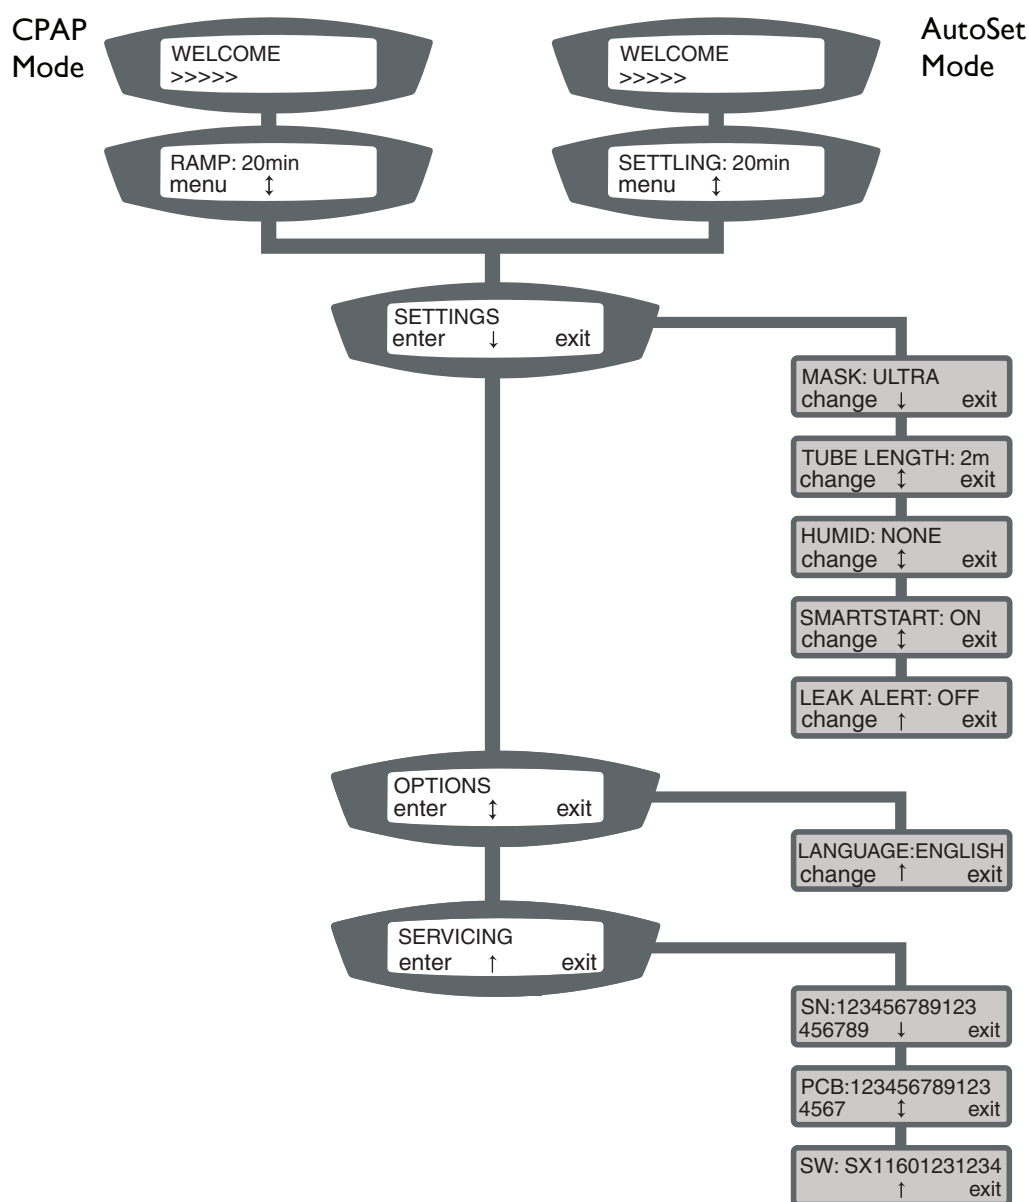 CPAP
Mode
WELCOME
>>>>>
WELCOME
>>>>>
AutoSet
Mode
RAMP: 20min
menu ↕
SETTLING: 20min
menu ↕
SETTINGS
enter ↓ exit
MASK: ULTRA
change ↓ exit
TUBE LENGTH: 2m
change ↕ exit
HUMID: NONE
change ↕ exit
SMARTSTART: ON
change ↕ exit
LEAK ALERT: OFF
change ↑ exit
OPTIONS
enter ↕ exit
LANGUAGE:ENGLISH
change ↑ exit
SERVICING
enter ↑ exit
SN:123456789123
456789 ↓ exit
PCB:123456789123
4567 ↕ exit
SW: SX11601231234
↑ exit